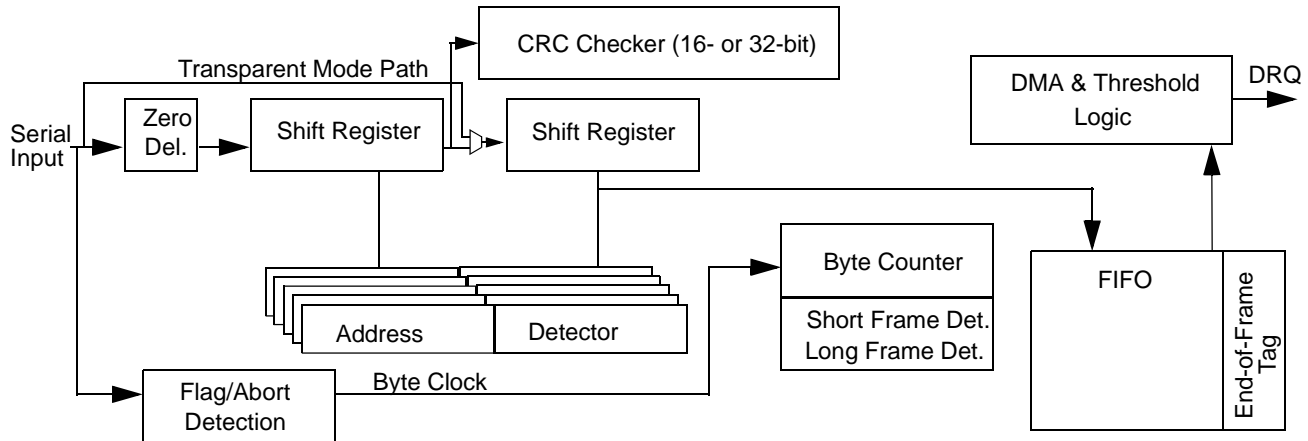 CRC Checker (16- or 32-bit)
Transparent Mode Path
DMA & Threshold
Logic
DRQ
Serial
Input
Zero
Del.
Shift Register
Shift Register
Byte Counter
FIFO
Short Frame Det.
Long Frame Det.
End-of-Frame
Tag
Address
Detector
Byte Clock
Flag/Abort
Detection